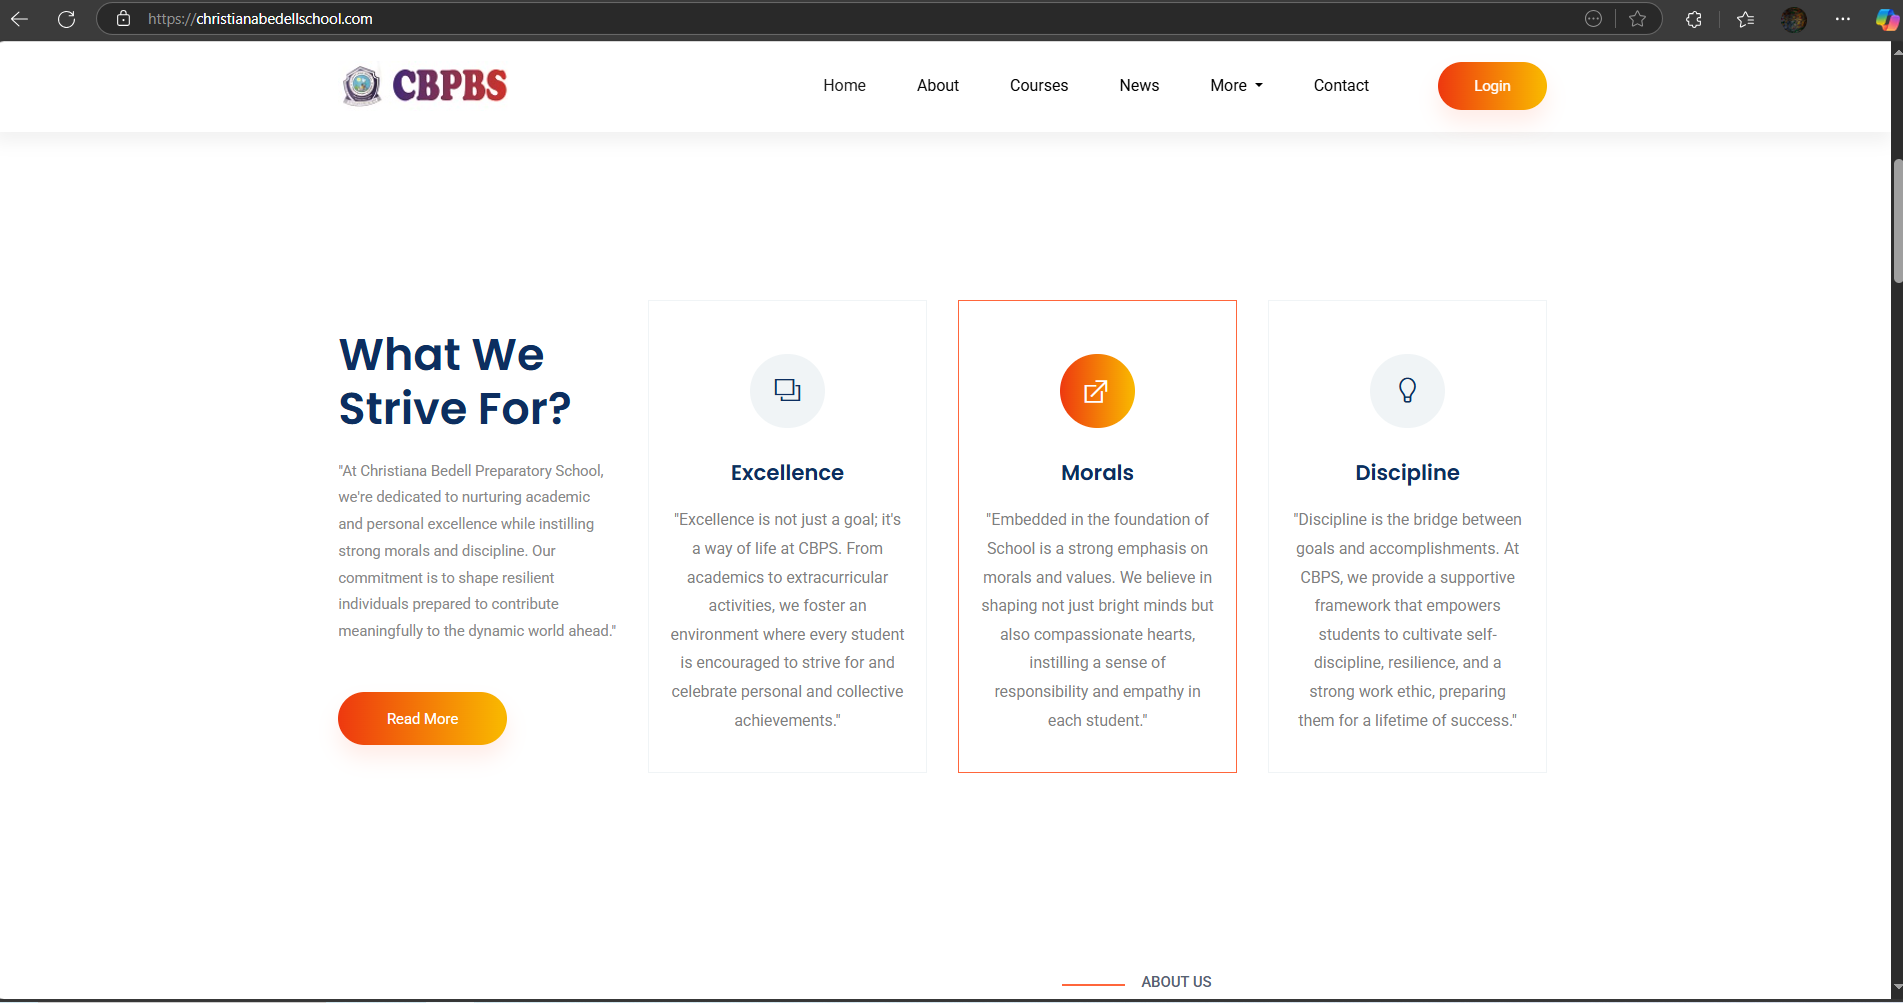 https://christianabedellschool.com
CBPBS
Home
About
Courses
News
More
Contact
Login
What We
Strive For?
"At Christiana Bedell Preparatory School,
we're dedicated to nurturing academic
and personal excellence while instilling
strong morals and discipline. Our
commitment is to shape resilient
individuals prepared to contribute
meaningfully to the dynamic world ahead."
Read More
Excellence
"Excellence is not just a goal; it's
a way of life at CBPS. From
academics to extracurricular
activities, we foster an
environment where every student
is encouraged to strive for and
celebrate personal and collective
achievements."
Morals
"Embedded in the foundation of
School is a strong emphasis on
morals and values. We believe in
shaping not just bright minds but
also compassionate hearts,
instilling a sense of
responsibility and empathy in
each student."
Discipline
"Discipline is the bridge between
goals and accomplishments. At
CBPS, we provide a supportive
framework that empowers
students to cultivate self-
discipline, resilience, and a
strong work ethic, preparing
them for a lifetime of success."
ABOUT US